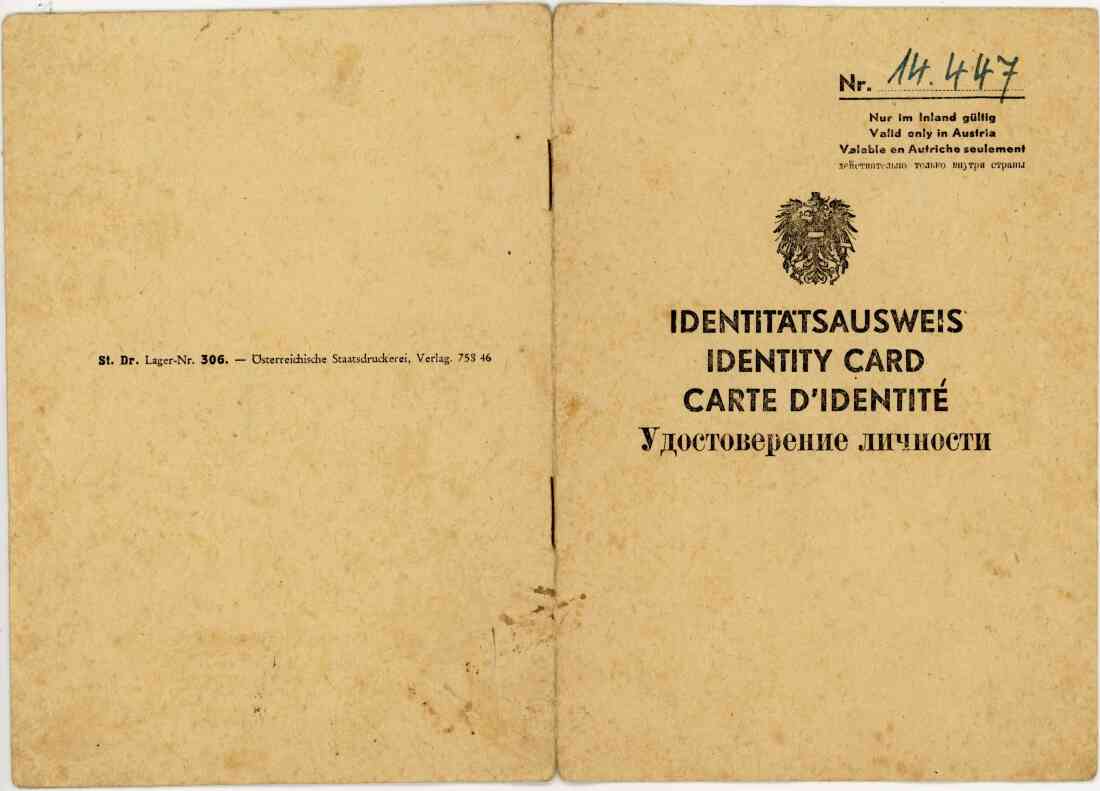 St. Dr. Lager-Nr. 306. — Österreichische Staatsdruckerei, Verlag. 758 46
Nr. 14.447
Nur im Inland gültig
Valid only in Austria
Valable en Autriche seulement
действительно только внутри страны
IDENTITÄTSAUSWEIS
IDENTITY CARD
CARTE D'IDENTITÉ
Удостоверение личности